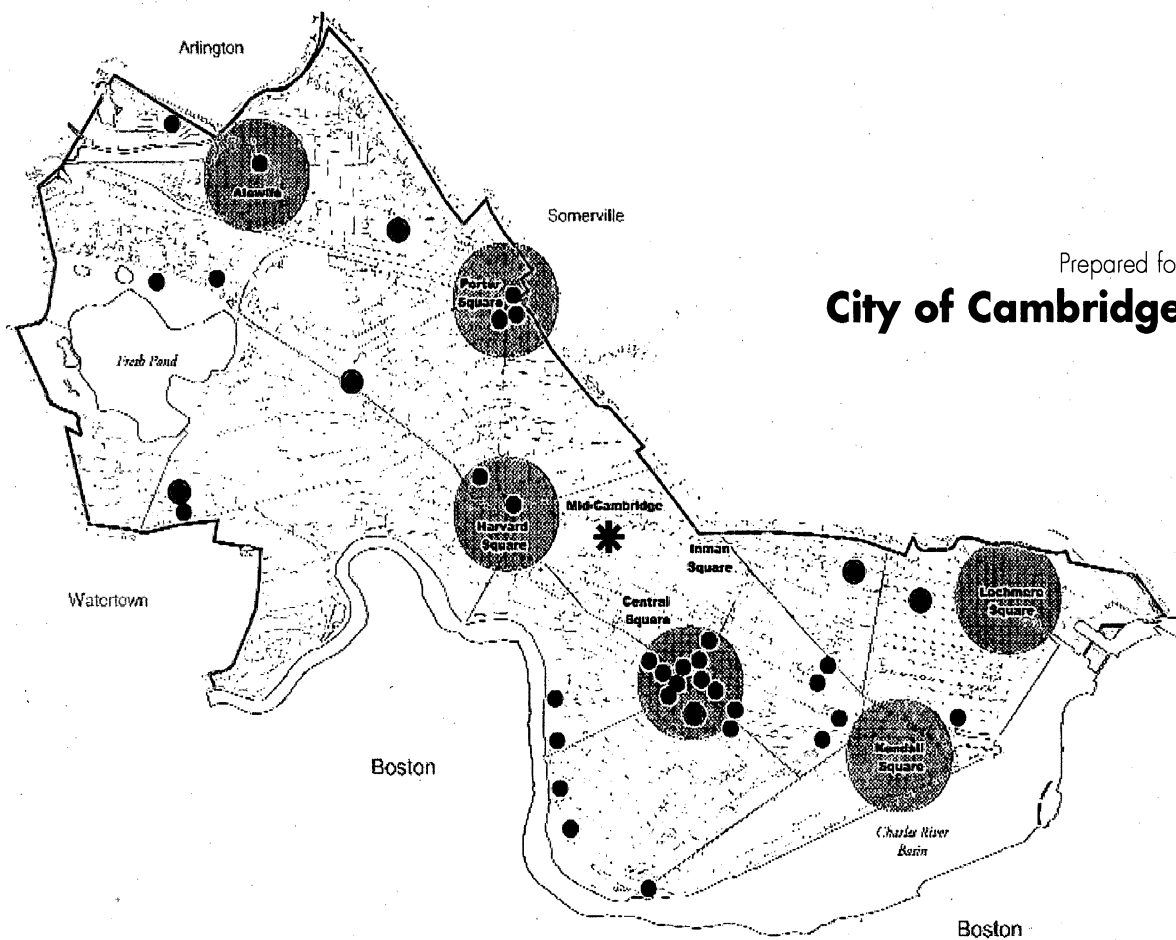 Arlington
Somerville
Alewife
Prepared fo
City of Cambridge
Porter
Square
Fresh Pond
Mid-Cambridge
Harvard
Square
Inman
Square
Lechmere
Square
Watertown
Central
Square
Boston
Kendall
Square
Charles River
Basin
Boston